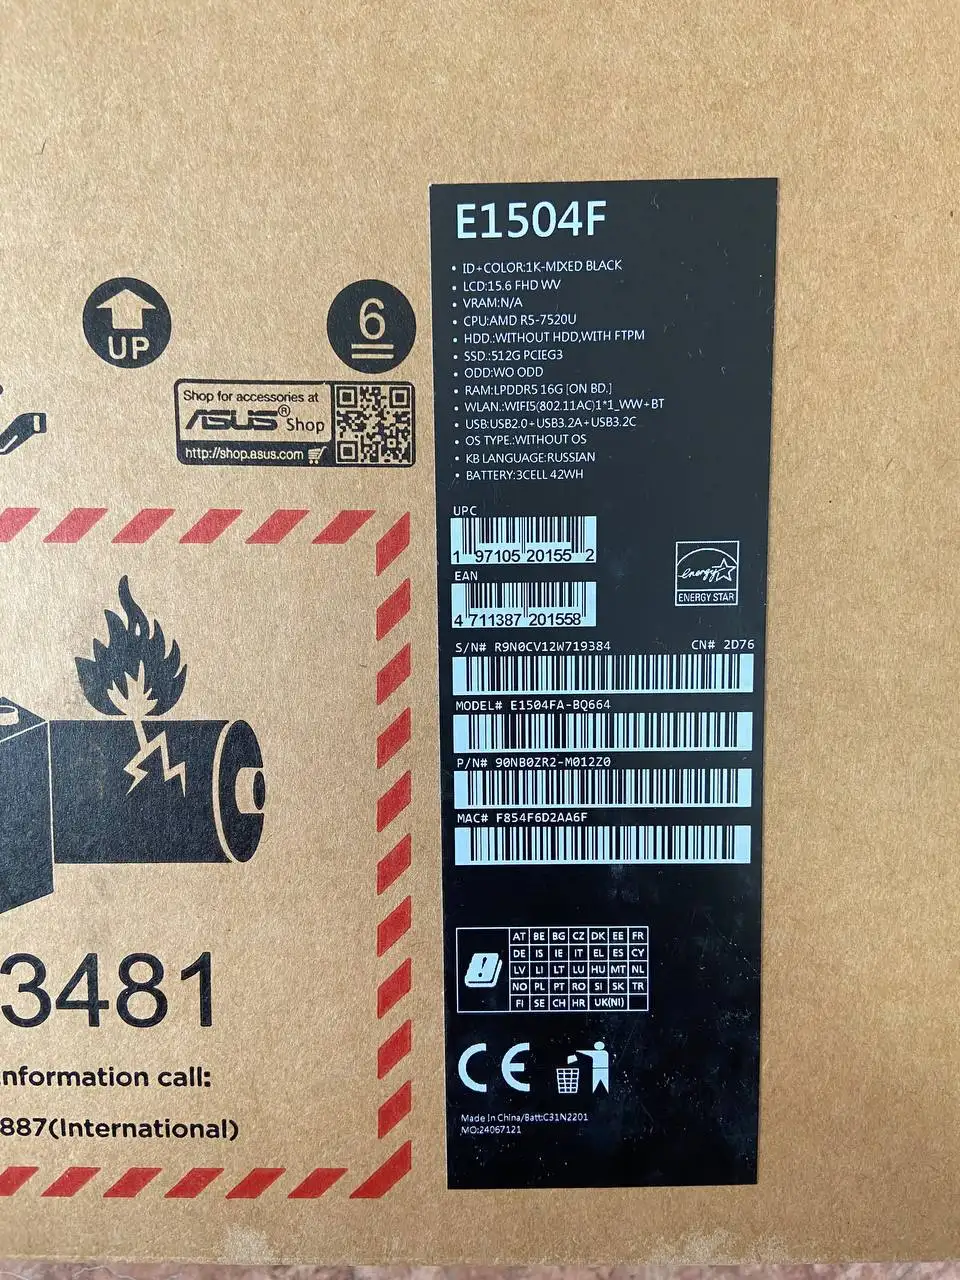 E1504F
• ID+COLOR:1K-MIXED BLACK
• LCD:15.6 FHD WV
• VRAM:N/A
• CPU:AMD R5-7520U
• HDD.:WITHOUT HDD,WITH FTPM
• SSD.:512G PCIEG3
• ODD:WO ODD
• RAM:LPDDR5 16G [ON BD.]
• WLAN.:WIFI5(802.11AC)1*1_WW+BT
• USB:USB2.0+USB3.2A+USB3.2C
• OS TYPE.:WITHOUT OS
• KB LANGUAGE:RUSSIAN
• BATTERY:3CELL 42WH
UP
6
Shop for accessories at
ASUS® Shop
http://shop.asus.com
UPC
1 97105 20155 2
EAN
4 711387 201558
energy
ENERGY STAR
S/N# R9N0CV12W719384 CN# 2D76
MODEL# E1504FA-BQ664
P/N# 90NB0ZR2-M012Z0
MAC# F854F6D2AA6F
AT BE BG CZ DK EE FR
DE IS IE IT EL ES CY
LV LI LT LU HU MT NL
NO PL PT RO SI SK TR
FI SE CH HR UK(NI)
CE
Made In China/Batt:C31N2201
MO:24067121
3481
nformation call:
887(International)